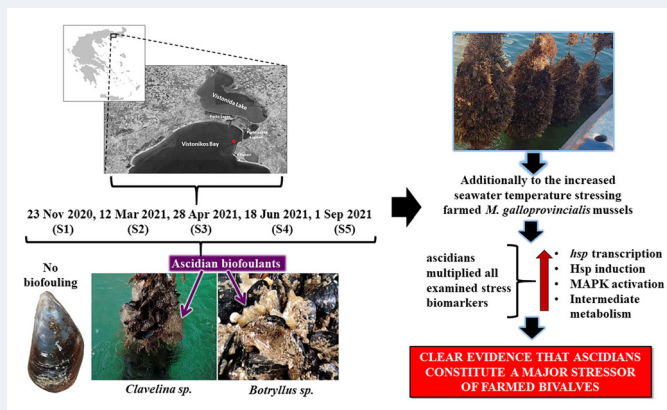 Vistonida Lake
Porto Lagos
Vistonikos Bay
23 Nov 2020, 12 Mar 2021, 28 Apr 2021, 18 Jun 2021, 1 Sep 2021
(S1) (S2) (S3) (S4) (S5)
No
biofouling
Ascidian biofoulants
Clavelina sp.
Botryllus sp.
Additionally to the increased
seawater temperature stressing
farmed M. galloprovincialis mussels
ascidians
multiplied all
examined stress
biomarkers
• hsp transcription
• Hsp induction
• MAPK activation
• Intermediate
metabolism
CLEAR EVIDENCE THAT ASCIDIANS
CONSTITUTE A MAJOR STRESSOR
OF FARMED BIVALVES